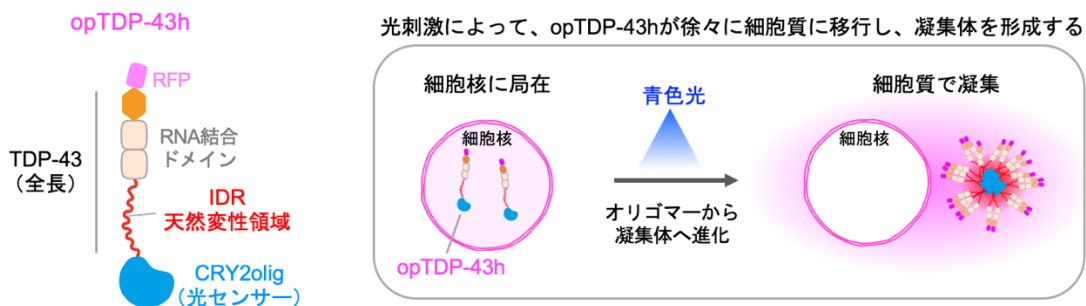 opTDP-43h
RFP
RNA結合
ドメイン
TDP-43
（全長）
IDR
天然変性領域
CRY2olig
（光センサー）
光刺激によって、opTDP-43hが徐々に細胞質に移行し、凝集体を形成する
細胞核に局在
細胞核
opTDP-43h
青色光
オリゴマーから
凝集体へ進化
細胞質で凝集
細胞核